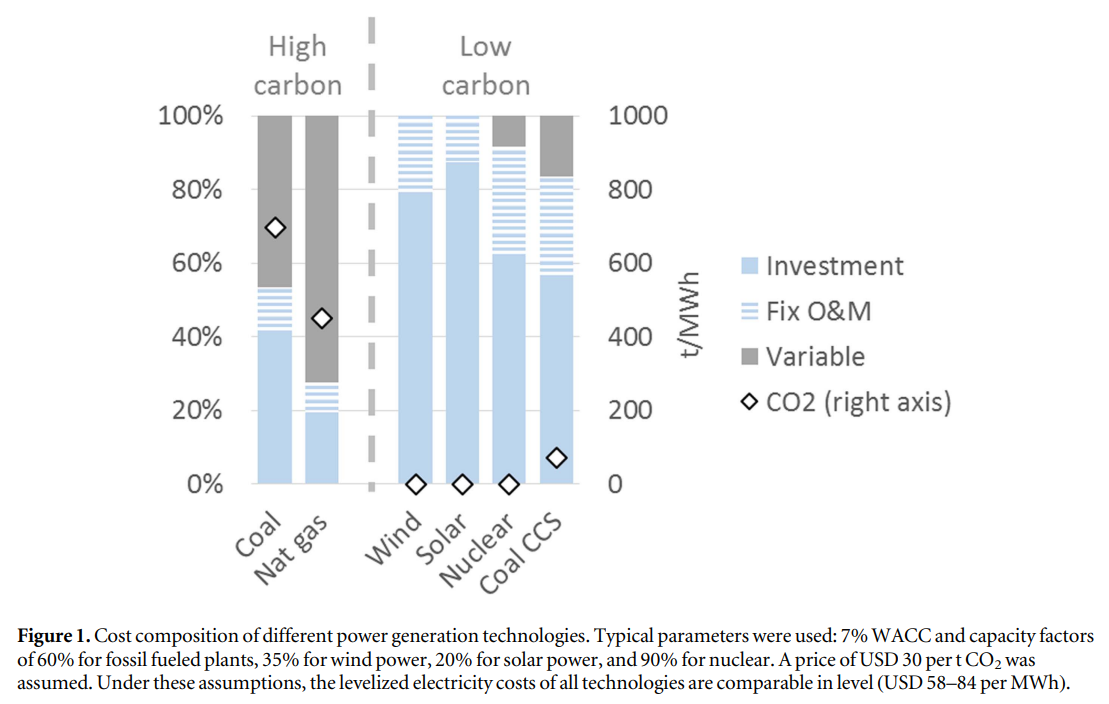 High
carbon
Low
carbon
100%
80%
60%
40%
20%
0%
1000
800
600
400
200
0
t/MWh
Coal
Nat gas
Wind
Solar
Nuclear
Coal CCS
Investment
Fix O&M
Variable
CO2 (right axis)
Figure 1. Cost composition of different power generation technologies. Typical parameters were used: 7% WACC and capacity factors
of 60% for fossil fueled plants, 35% for wind power, 20% for solar power, and 90% for nuclear. A price of USD 30 per t CO₂ was
assumed. Under these assumptions, the levelized electricity costs of all technologies are comparable in level (USD 58–84 per MWh).